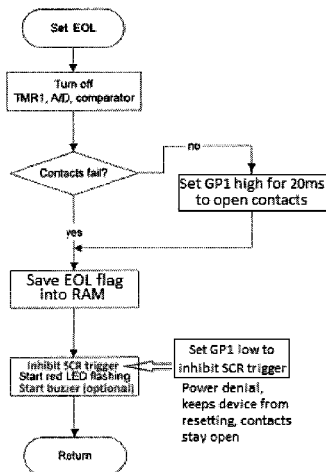 Set EOL
Turn off
TMR1, A/D, comparator
Contacts fail?
no
Set GP1 high for 20ms
to open contacts
yes
Save EOL flag
into RAM
Inhibit SCR trigger
Start red LED flashing
Start buzzer (optional)
Set GP1 low to
inhibit SCR trigger
Power denial,
keeps device from
resetting, contacts
stay open
Return